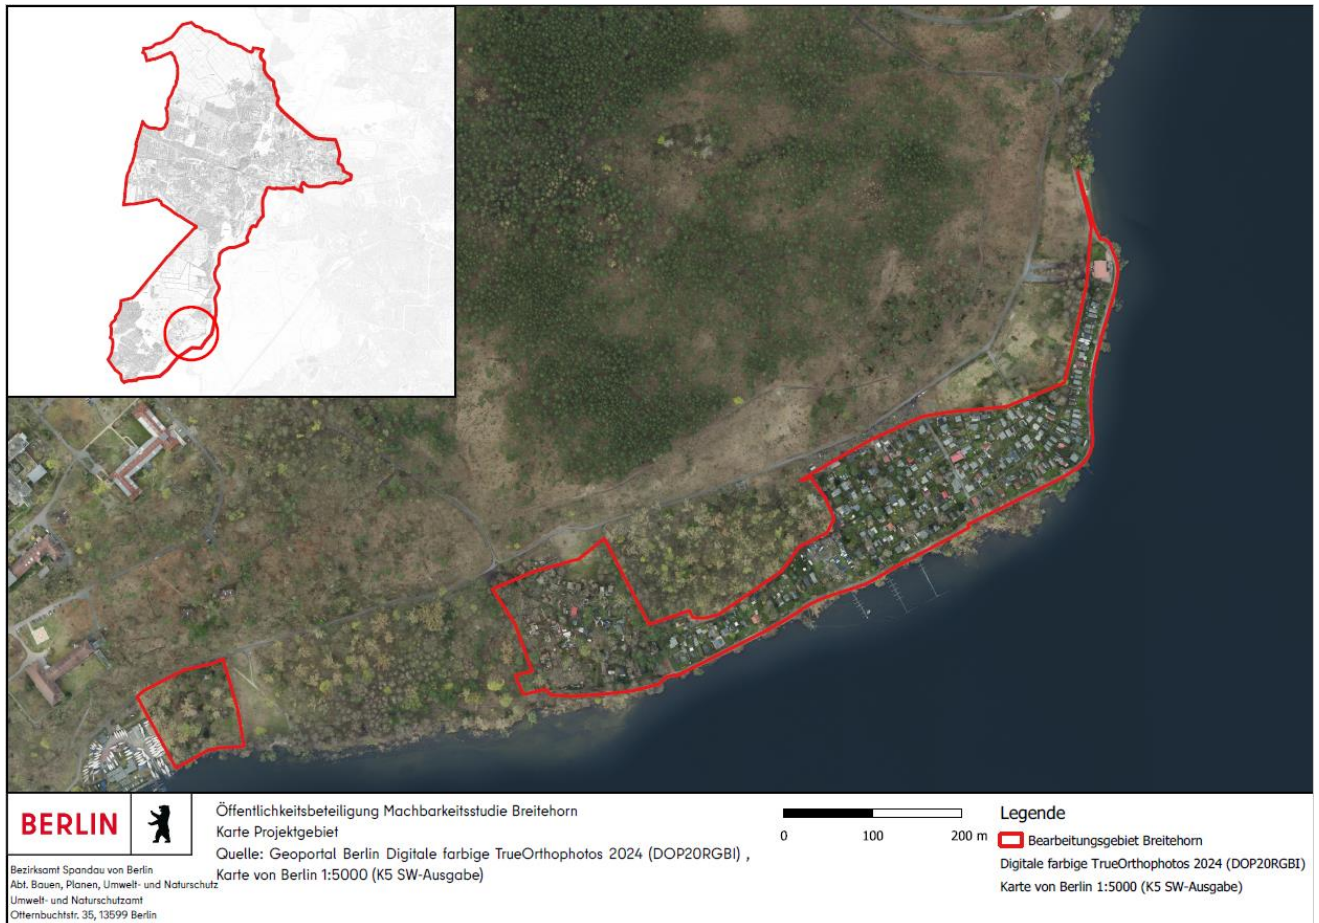 BERLIN
Bezirksamt Spandau von Berlin
Abt. Bauen, Planen, Umwelt- und Naturschutz
Umwelt- und Naturschutzamt
Otternbuchtstr. 35, 13599 Berlin
Öffentlichkeitsbeteiligung Machbarkeitsstudie Breitehorn
Karte Projektgebiet
Quelle: Geoportal Berlin Digitale farbige TrueOrthophotos 2024 (DOP20RGBI) ,
Karte von Berlin 1:5000 (K5 SW-Ausgabe)
0 100 200 m
Legende
Bearbeitungsgebiet Breitehorn
Digitale farbige TrueOrthophotos 2024 (DOP20RGBI)
Karte von Berlin 1:5000 (K5 SW-Ausgabe)